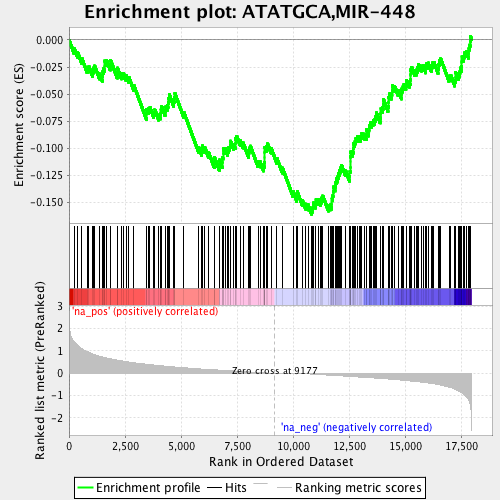 Enrichment plot: ATATGCA,MIR-448
Enrichment score (ES)
0.000
-0.025
-0.050
-0.075
-0.100
-0.125
-0.150
'na_pos' (positively correlated)
Ranked list metric (PreRanked)
3
2
1
0
-1
-2
Zero cross at 9177
'na_neg' (negatively correlated)
0
2,500
5,000
7,500
10,000
12,500
15,000
17,500
Rank in Ordered Dataset
Enrichment profile
Hits
Ranking metric scores